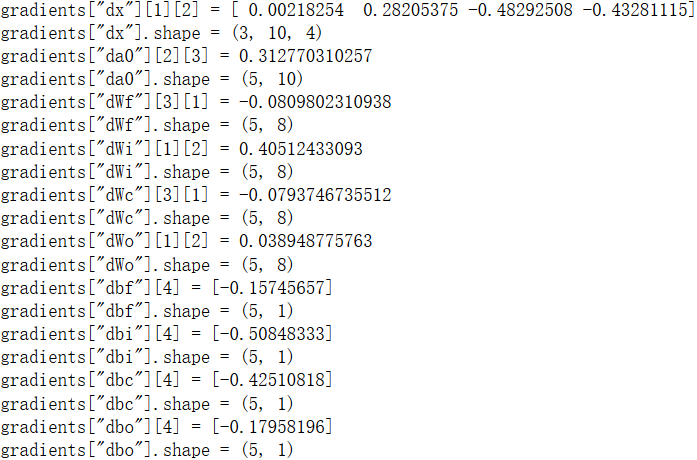 gradients["dx"][1][2] = [ 0.00218254  0.28205375 -0.48292508 -0.43281115]
gradients["dx"].shape = (3, 10, 4)
gradients["da0"][2][3] = 0.312770310257
gradients["da0"].shape = (5, 10)
gradients["dWf"][3][1] = -0.0809802310938
gradients["dWf"].shape = (5, 8)
gradients["dWi"][1][2] = 0.40512433093
gradients["dWi"].shape = (5, 8)
gradients["dWc"][3][1] = -0.0793746735512
gradients["dWc"].shape = (5, 8)
gradients["dWo"][1][2] = 0.038948775763
gradients["dWo"].shape = (5, 8)
gradients["dbf"][4] = [-0.15745657]
gradients["dbf"].shape = (5, 1)
gradients["dbi"][4] = [-0.50848333]
gradients["dbi"].shape = (5, 1)
gradients["dbc"][4] = [-0.42510818]
gradients["dbc"].shape = (5, 1)
gradients["dbo"][4] = [-0.17958196]
gradients["dbo"].shape = (5, 1)